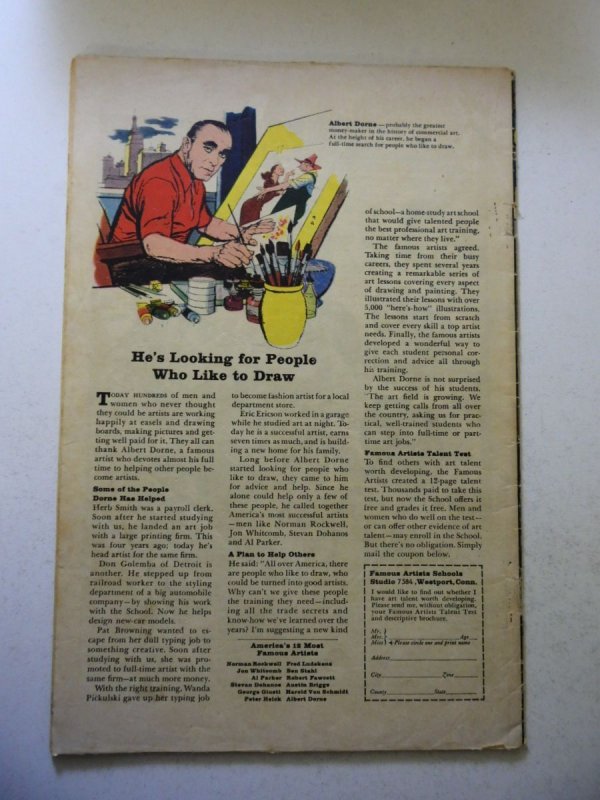 Albert Dorne — probably the greatest
money-maker in the history of commercial art.
At the height of his career, he began a
full-time search for people who like to draw.
He's Looking for People
Who Like to Draw
TODAY HUNDREDS of men and
women who never thought
they could be artists are working
happily at easels and drawing
boards, making pictures and get-
ting well paid for it. They all can
thank Albert Dorne, a famous
artist who devotes almost his full
time to helping other people be-
come artists.
Some of the People
Dorne Has Helped
Herb Smith was a payroll clerk.
Soon after he started studying
with us, he landed an art job
with a large printing firm. This
was four years ago; today he's
head artist for the same firm.
Don Golemba of Detroit is
another. He stepped up from
railroad worker to the styling
department of a big automobile
company—by showing his work
with the School. Now he helps
design new-car models.
Pat Browning wanted to es-
cape from her dull typing job to
something creative. Soon after
studying with us, she was pro-
moted to full-time artist with the
same firm—at much more money.
With the right training, Wanda
Pickulski gave up her typing job
to become fashion artist for a local
department store.
Eric Ericson worked in a garage
while he studied art at night. To-
day he is a successful artist, earns
seven times as much, and is build-
ing a new home for his family.
Long before Albert Dorne
started looking for people who
like to draw, they came to him
for advice and help. Since he
alone could help only a few of
these people, he called together
America's most successful artists
—men like Norman Rockwell,
Jon Whitcomb, Stevan Dohanos
and Al Parker.
A Plan to Help Others
He said: "All over America, there
are people who like to draw, who
could be turned into good artists.
Why can't we give these people
the training they need—includ-
ing all the trade secrets and
know-how we've learned over the
years? I'm suggesting a new kind
America's 12 Most
Famous Artists
Norman Rockwell Fred Ludekens
Jon Whitcomb Ben Stahl
Al Parker Robert Fawcett
Stevan Dohanos Austin Briggs
George Giusti Harold Von Schmidt
Peter Helck Albert Dorne
of school—a home study art school
that would give talented people
the best professional art training,
no matter where they live."
The famous artists agreed.
Taking time from their busy
careers, they spent several years
creating a remarkable series of
art lessons covering every aspect
of drawing and painting. They
illustrated their lessons with over
5,000 "here's-how" illustrations.
The lessons start from scratch
and cover every skill a top artist
needs. Finally, the famous artists
developed a wonderful way to
give each student personal cor-
rection and advice all through
his training.
Albert Dorne is not surprised
by the success of his students.
"The art field is growing. We
keep getting calls from all over
the country, asking us for prac-
tical, well-trained students who
can step into full-time or part-
time art jobs."
Famous Artists Talent Test
To find others with art talent
worth developing, the Famous
Artists created a 12-page talent
test. Thousands paid to take this
test, but now the School offers it
free and grades it free. Men and
women who do well on the test—
or can offer other evidence of art
talent—may enroll in the School.
But there's no obligation. Simply
mail the coupon below.
Famous Artists Schools
Studio 7584, Westport, Conn.
I would like to find out whether I
have art talent worth developing.
Please send me, without obligation,
your Famous Artists Talent Test
and descriptive brochure.
Mr.
Mrs. Age
Miss Please circle one and print name
Address
City Zone
County State